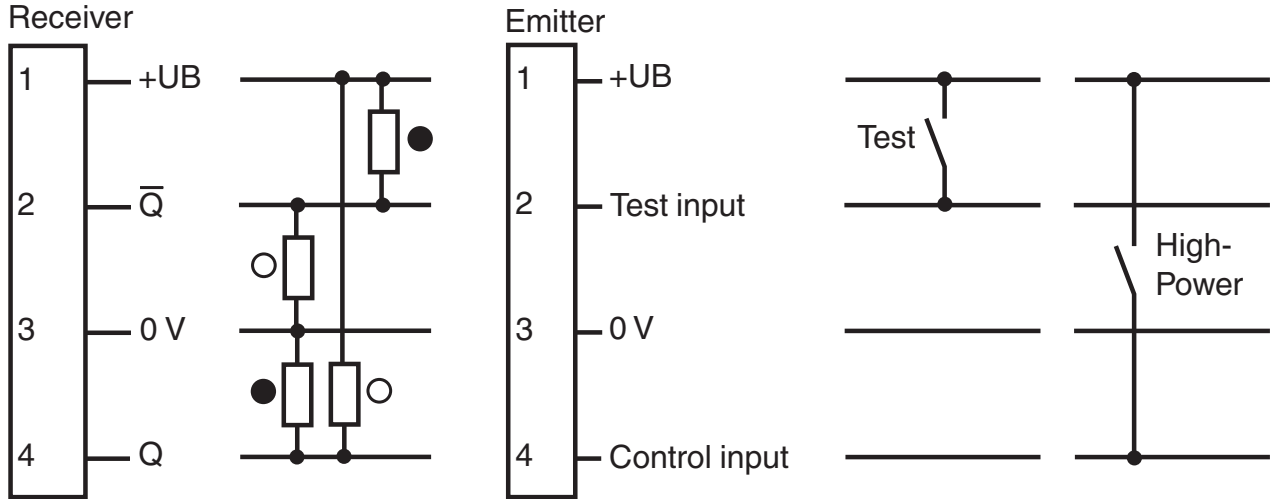 Receiver
1 +UB
2 Q̅
3 0 V
4 Q
Emitter
1 +UB
2 Test input
3 0 V
4 Control input
Test
High-
Power